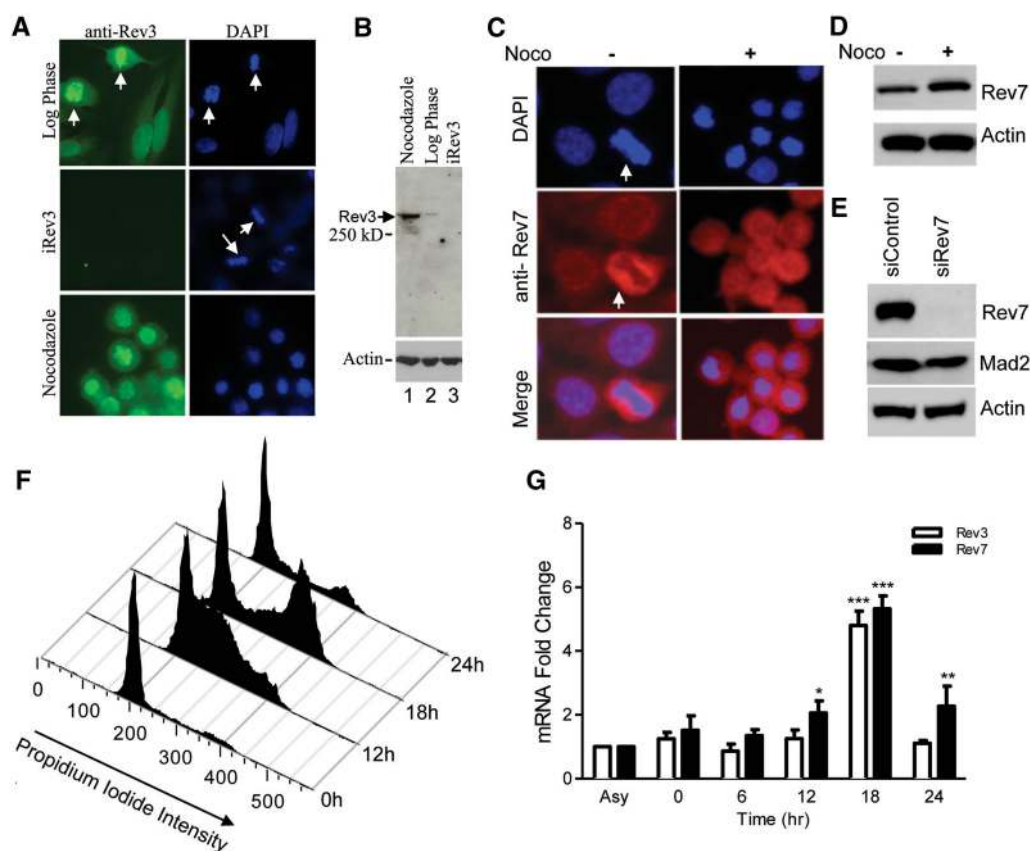 A
anti-Rev3 DAPI
Log Phase
iRev3
Nocodazole
B
Nocodazole
Log Phase
iRev3
Rev3
250 kD
Actin
1 2 3
C
Noco - +
DAPI
anti- Rev7
Merge
D
Noco - +
Rev7
Actin
E
siControl
siRev7
Rev7
Mad2
Actin
F
0 100 200 300 400 500
0h
12h
18h
24h
Propidium Iodide Intensity
G
mRNA Fold Change
8
6
4
2
0
Rev3
Rev7
*
***
***
**
Asy 0 6 12 18 24
Time (hr)